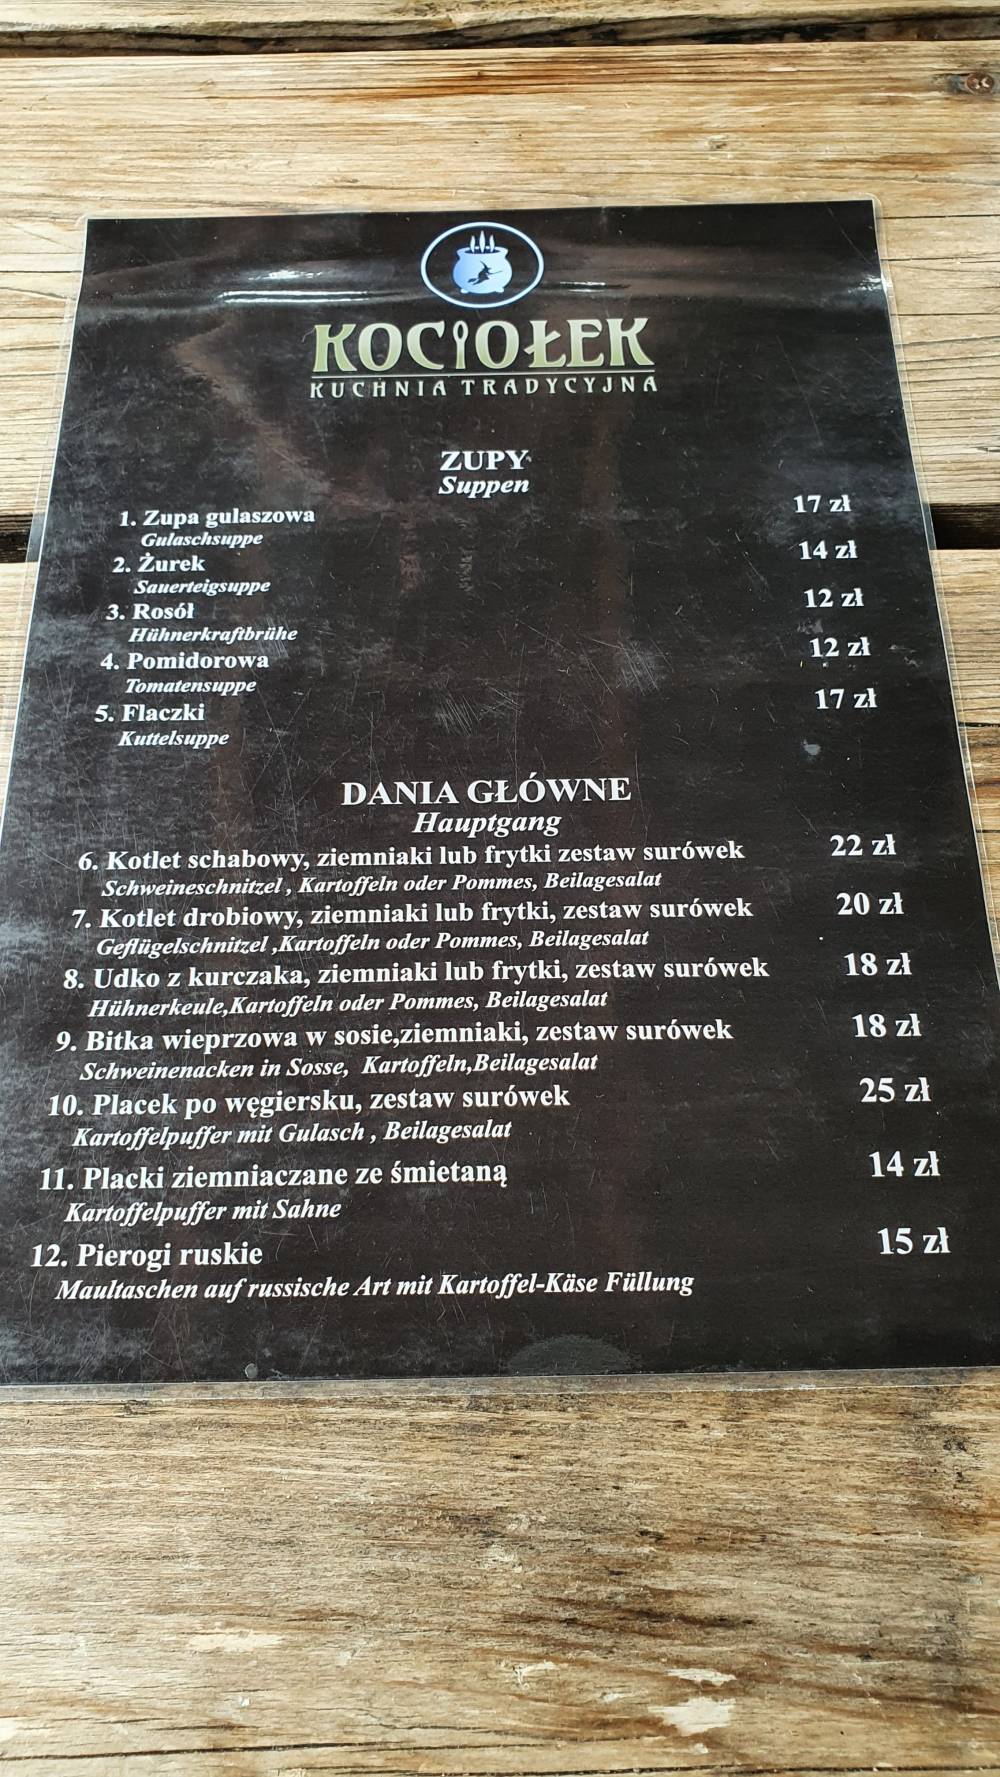 KOCIOŁEK
KUCHNIA TRADYCYJNA
ZUPY
Suppen
1. Zupa gulaszowa 17 zł
Gulaschsuppe
2. Żurek 14 zł
Sauerteigsuppe
3. Rosół 12 zł
Hühnerkraftbrühe
4. Pomidorowa 12 zł
Tomatensuppe
5. Flaczki 17 zł
Kuttelsuppe
DANIA GŁÓWNE
Hauptgang
6. Kotlet schabowy, ziemniaki lub frytki zestaw surówek 22 zł
Schweineschnitzel , Kartoffeln oder Pommes, Beilagesalat
7. Kotlet drobiowy, ziemniaki lub frytki, zestaw surówek 20 zł
Geflügelschnitzel ,Kartoffeln oder Pommes, Beilagesalat
8. Udko z kurczaka, ziemniaki lub frytki, zestaw surówek 18 zł
Hühnerkeule,Kartoffeln oder Pommes, Beilagesalat
9. Bitka wieprzowa w sosie,ziemniaki, zestaw surówek 18 zł
Schweinenacken in Sosse, Kartoffeln,Beilagesalat
10. Placek po węgiersku, zestaw surówek 25 zł
Kartoffelpuffer mit Gulasch , Beilagesalat
11. Placki ziemniaczane ze śmietaną 14 zł
Kartoffelpuffer mit Sahne
12. Pierogi ruskie 15 zł
Maultaschen auf russische Art mit Kartoffel-Käse Füllung